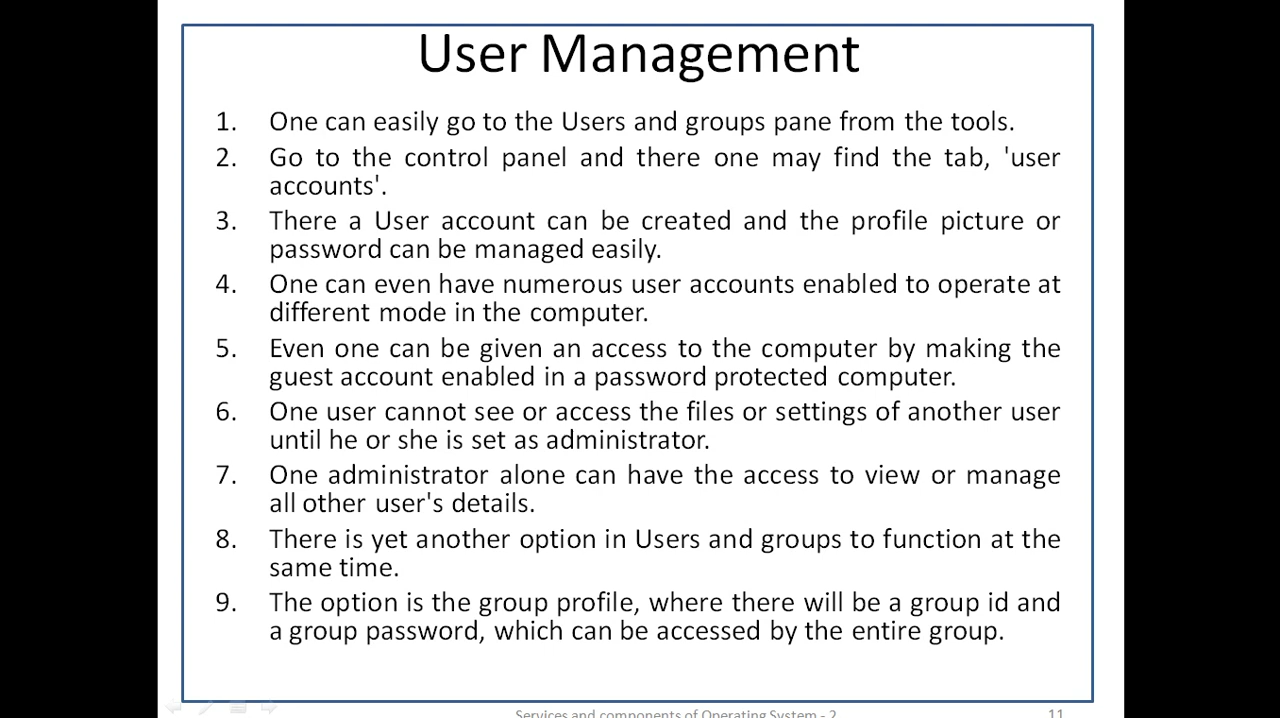 User Management
1. One can easily go to the Users and groups pane from the tools.
2. Go to the control panel and there one may find the tab, 'user
accounts'.
3. There a User account can be created and the profile picture or
password can be managed easily.
4. One can even have numerous user accounts enabled to operate at
different mode in the computer.
5. Even one can be given an access to the computer by making the
guest account enabled in a password protected computer.
6. One user cannot see or access the files or settings of another user
until he or she is set as administrator.
7. One administrator alone can have the access to view or manage
all other user's details.
8. There is yet another option in Users and groups to function at the
same time.
9. The option is the group profile, where there will be a group id and
a group password, which can be accessed by the entire group.
Services and components of Operating System - 2 11